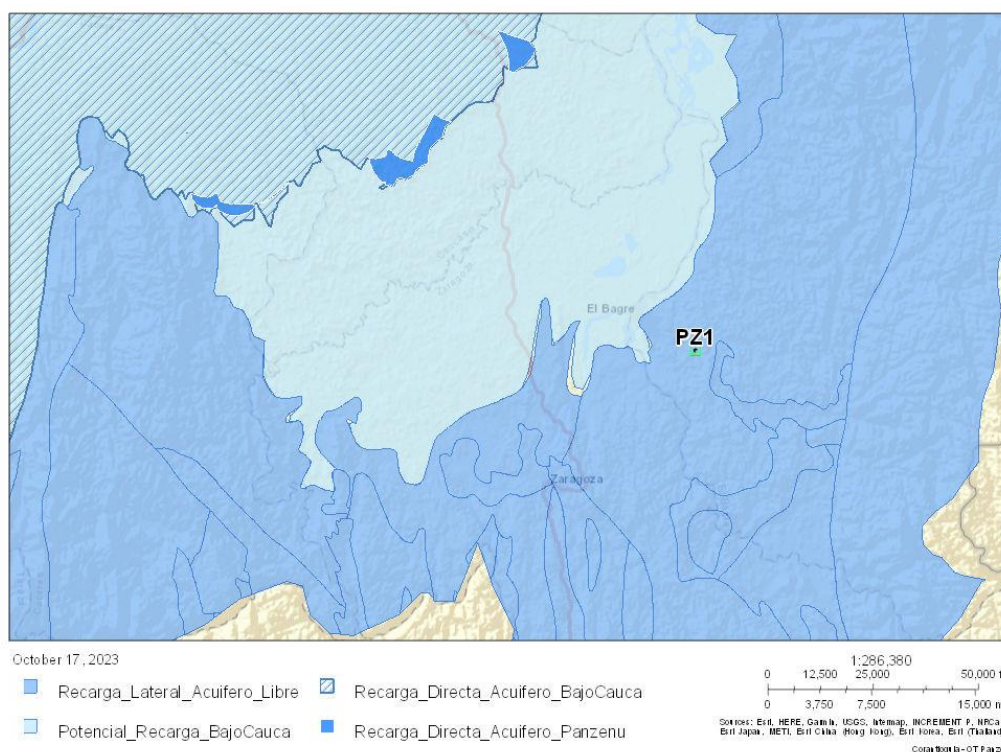 El Bagre
PZ1
Zaragoza
October 17, 2023
1:286,380
0 12,500 25,000 50,000
0 3,750 7,500 15,000
Recarga_Lateral_Acuifero_Libre
Recarga_Directa_Acuifero_BajoCauca
Potencial_Recarga_BajoCauca
Recarga_Directa_Acuifero_Panzenu
Sources: Esri, HERE, Garmin, USGS, Intermap, INCREMENT P, NRCa
Esri Japan, METI, Esri China (Hong Kong), Esri Korea, Esri (Thailand